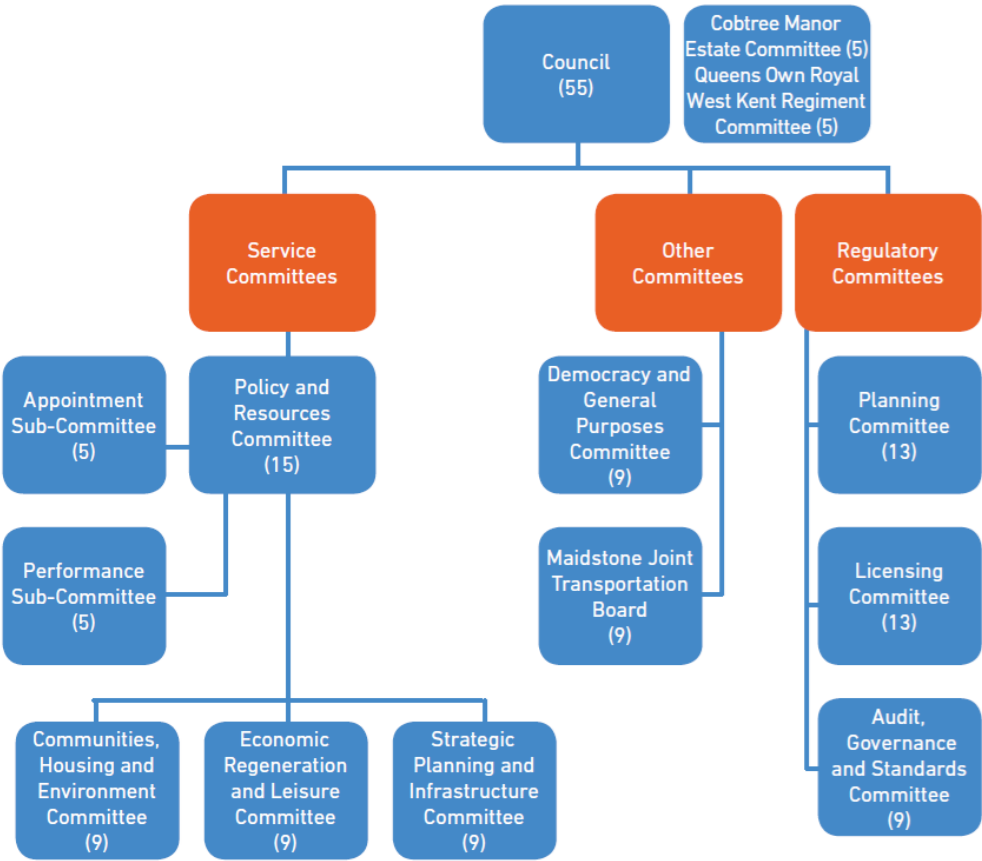 Council
(55)
Cobtree Manor
Estate Committee (5)
Queens Own Royal
West Kent Regiment
Committee (5)
Service
Committees
Other
Committees
Regulatory
Committees
Appointment
Sub-Committee
(5)
Policy and
Resources
Committee
(15)
Democracy and
General
Purposes
Committee
(9)
Planning
Committee
(13)
Performance
Sub-Committee
(5)
Maidstone Joint
Transportation
Board
(9)
Licensing
Committee
(13)
Communities,
Housing and
Environment
Committee
(9)
Economic
Regeneration
and Leisure
Committee
(9)
Strategic
Planning and
Infrastructure
Committee
(9)
Audit,
Governance
and Standards
Committee
(9)